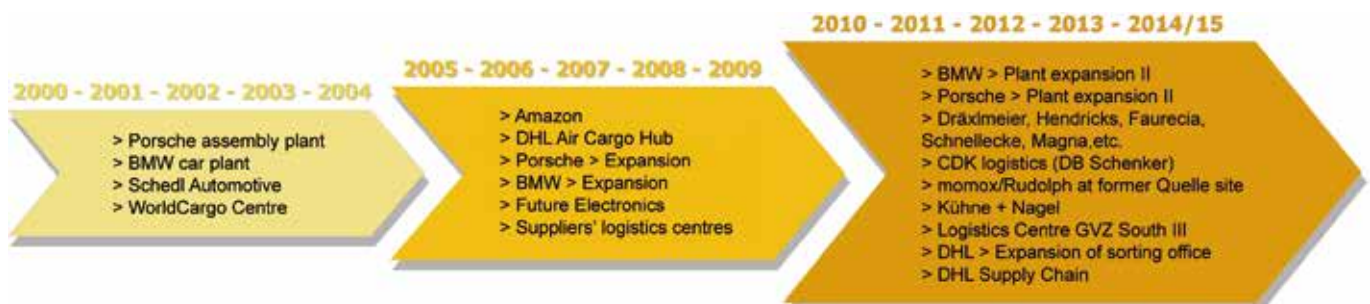 2000 - 2001 - 2002 - 2003 - 2004
> Porsche assembly plant
> BMW car plant
> Schedl Automotive
> WorldCargo Centre
2005 - 2006 - 2007 - 2008 - 2009
> Amazon
> DHL Air Cargo Hub
> Porsche > Expansion
> BMW > Expansion
> Future Electronics
> Suppliers' logistics centres
2010 - 2011 - 2012 - 2013 - 2014/15
> BMW > Plant expansion II
> Porsche > Plant expansion II
> Dräxlmeier, Hendricks, Faurecia,
Schnellecke, Magna,etc.
> CDK logistics (DB Schenker)
> momox/Rudolph at former Quelle site
> Kühne + Nagel
> Logistics Centre GVZ South III
> DHL > Expansion of sorting office
> DHL Supply Chain